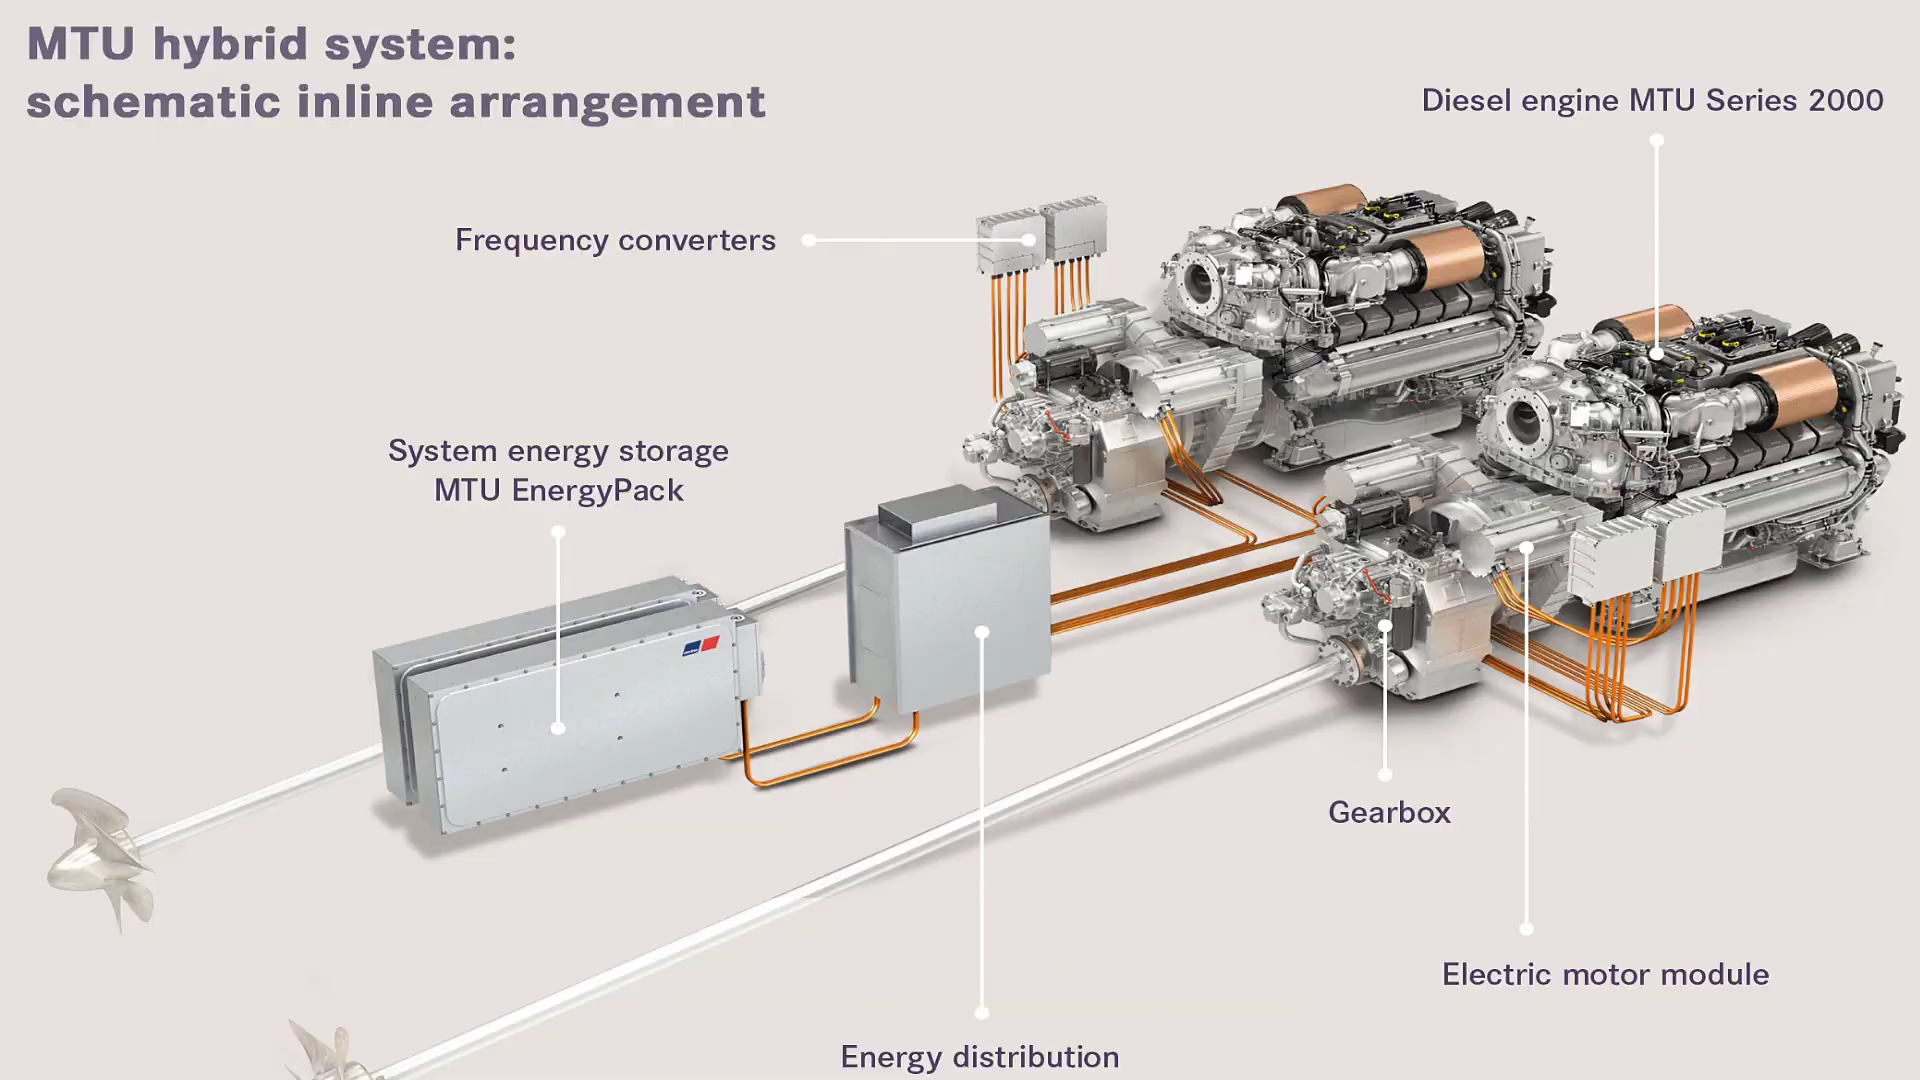 MTU hybrid system:
schematic inline arrangement
Diesel engine MTU Series 2000
Frequency converters
System energy storage
MTU EnergyPack
Gearbox
Electric motor module
Energy distribution